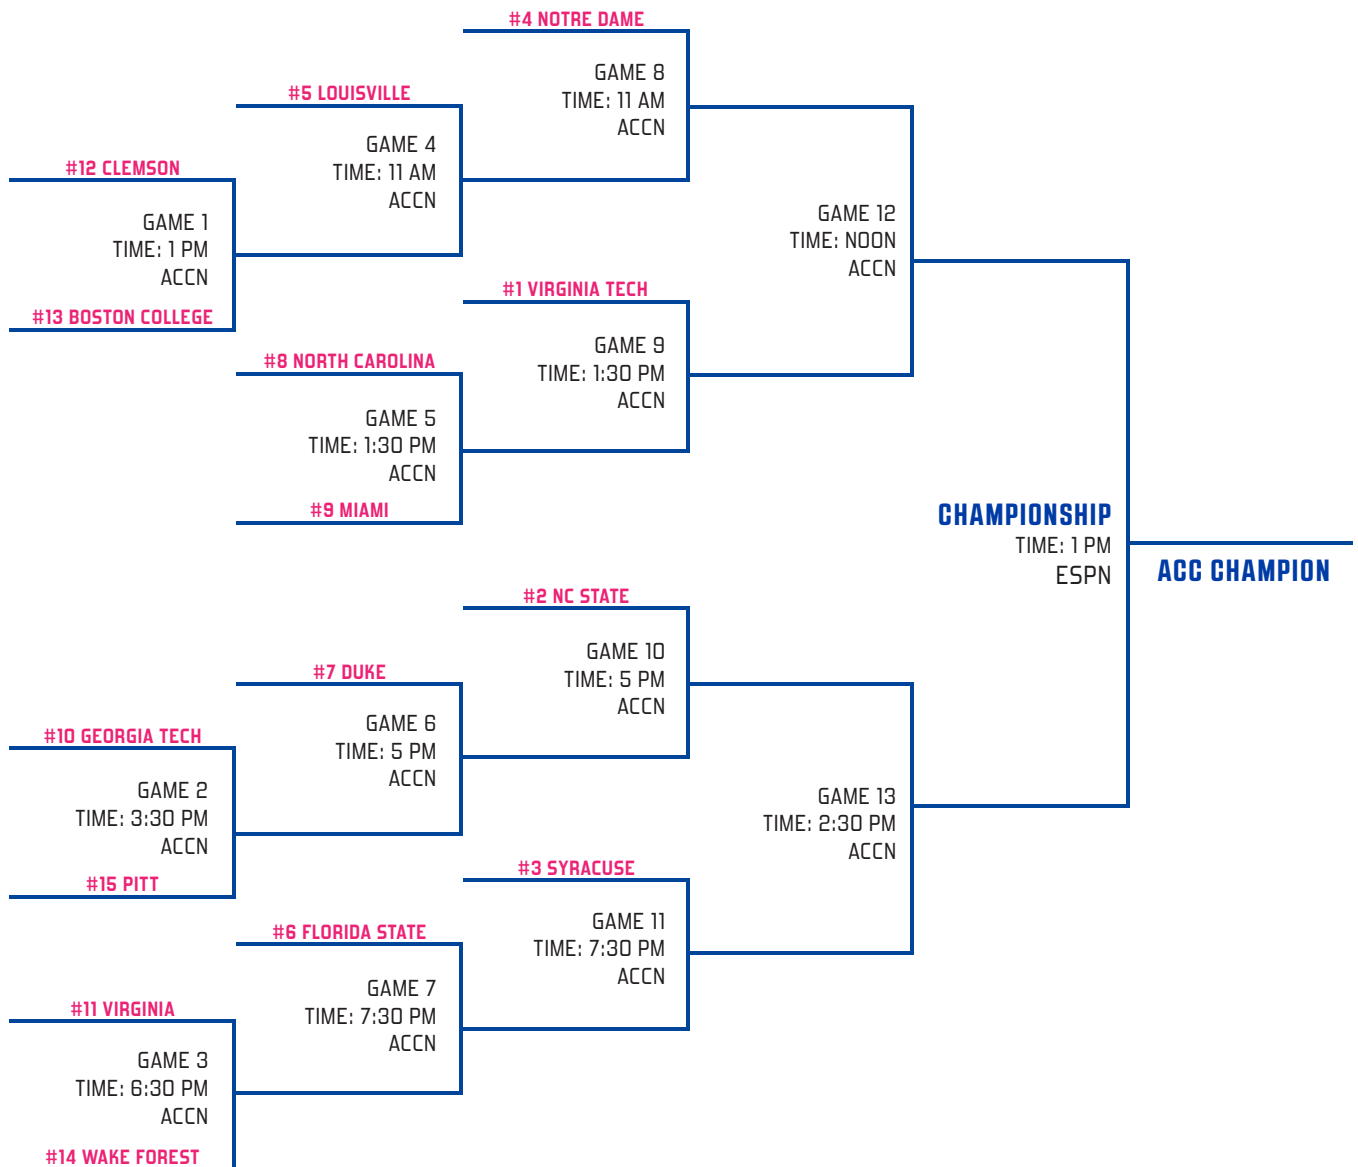 #4 NOTRE DAME
GAME 8
TIME: 11 AM
ACCN
#5 LOUISVILLE
GAME 4
TIME: 11 AM
ACCN
#12 CLEMSON
GAME 1
TIME: 1 PM
ACCN
#13 BOSTON COLLEGE
GAME 12
TIME: NOON
ACCN
#1 VIRGINIA TECH
GAME 9
TIME: 1:30 PM
ACCN
#8 NORTH CAROLINA
GAME 5
TIME: 1:30 PM
ACCN
#9 MIAMI
CHAMPIONSHIP
TIME: 1 PM
ESPN
ACC CHAMPION
#2 NC STATE
GAME 10
TIME: 5 PM
ACCN
#7 DUKE
GAME 6
TIME: 5 PM
ACCN
#10 GEORGIA TECH
GAME 2
TIME: 3:30 PM
ACCN
#15 PITT
GAME 13
TIME: 2:30 PM
ACCN
#3 SYRACUSE
GAME 11
TIME: 7:30 PM
ACCN
#6 FLORIDA STATE
GAME 7
TIME: 7:30 PM
ACCN
#11 VIRGINIA
GAME 3
TIME: 6:30 PM
ACCN
#14 WAKE FOREST